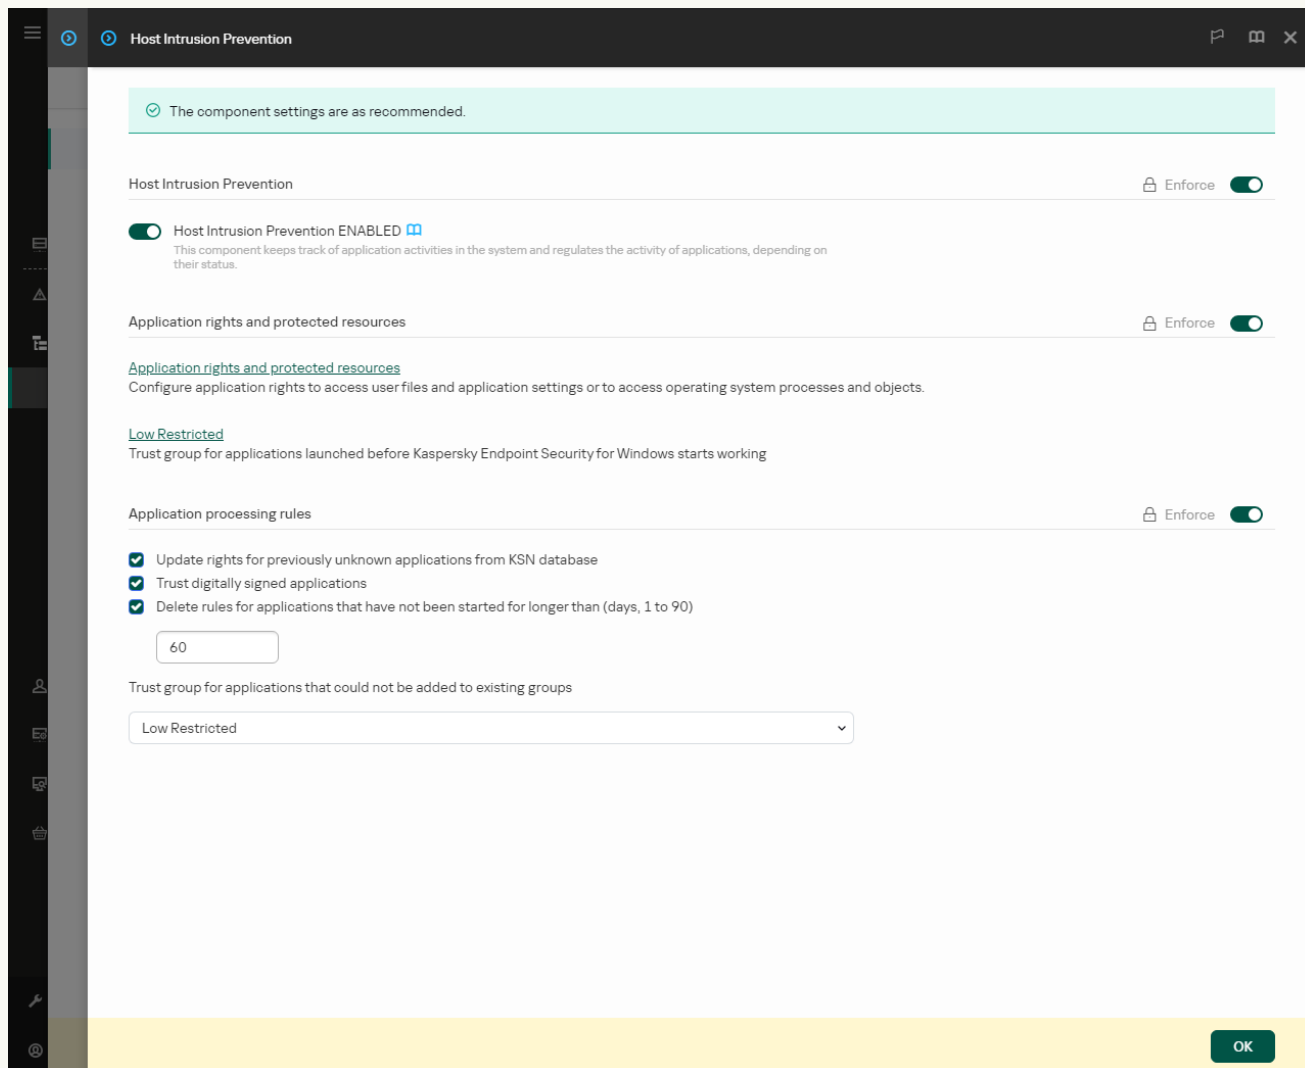 Host Intrusion Prevention
The component settings are as recommended.
Host Intrusion Prevention
Enforce
Host Intrusion Prevention ENABLED
This component keeps track of application activities in the system and regulates the activity of applications, depending on
their status.
Application rights and protected resources
Enforce
Application rights and protected resources
Configure application rights to access user files and application settings or to access operating system processes and objects.
Low Restricted
Trust group for applications launched before Kaspersky Endpoint Security for Windows starts working
Application processing rules
Enforce
Update rights for previously unknown applications from KSN database
Trust digitally signed applications
Delete rules for applications that have not been started for longer than (days, 1 to 90)
60
Trust group for applications that could not be added to existing groups
Low Restricted
OK